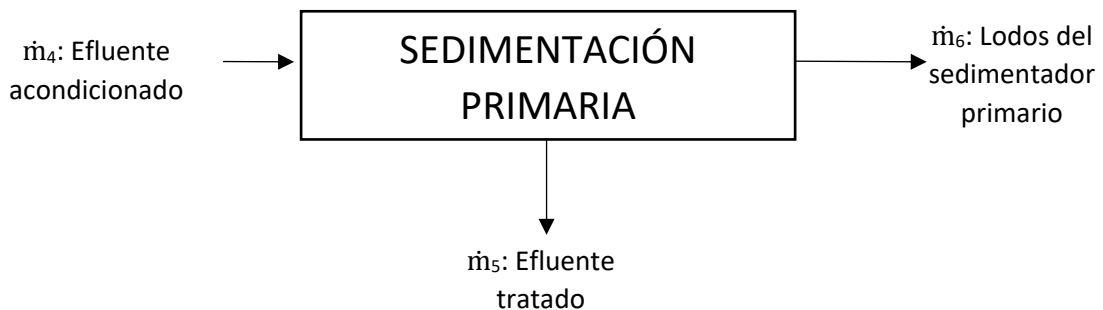 ṁ₄: Efluente
acondicionado
SEDIMENTACIÓN
PRIMARIA
ṁ₆: Lodos del
sedimentador
primario
ṁ₅: Efluente
tratado